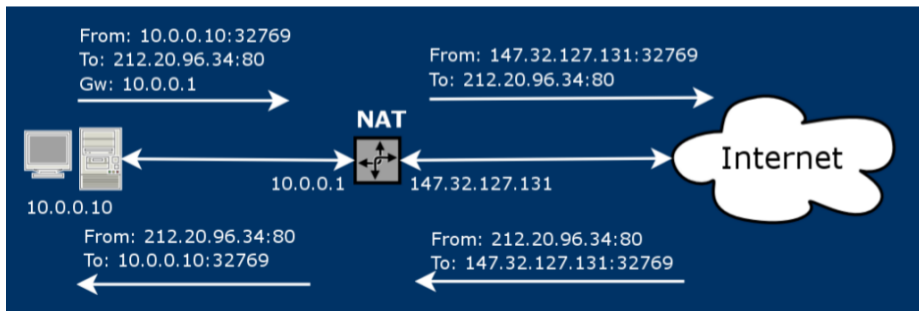 From: 10.0.0.10:32769
To: 212.20.96.34:80
Gw: 10.0.0.1
From: 147.32.127.131:32769
To: 212.20.96.34:80
NAT
Internet
10.0.0.1
147.32.127.131
10.0.0.10
From: 212.20.96.34:80
To: 10.0.0.10:32769
From: 212.20.96.34:80
To: 147.32.127.131:32769